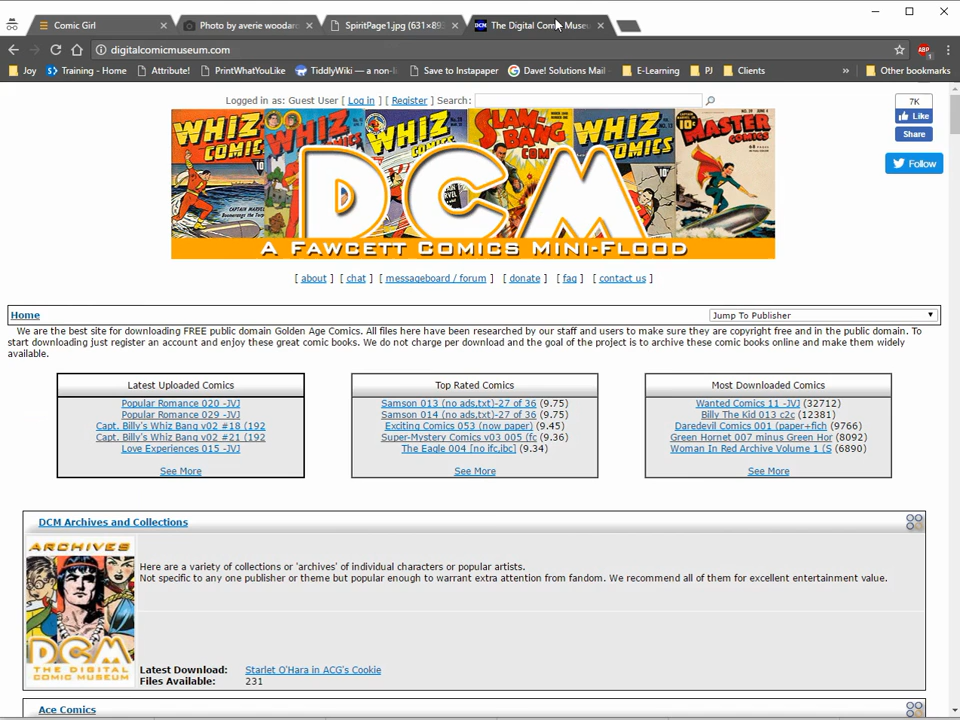 Comic Girl
Photo by averie woodard
SpiritPage1.jpg (631×89
The Digital Comic Museu
digitalcomicmuseum.com
Joy
Training - Home
Attribute!
PrintWhatYouLike
TiddlyWiki — a non-l
Save to Instapaper
Dave! Solutions Mail
E-Learning
PJ
Clients
»
Other bookmarks
ABP
1
Logged in as: Guest User [ Log in ] [ Register ] Search:
7K
Like
Share
Follow
WHIZ COMIC
WHIZ
WHIZ
SLAM-BANG COM
WHIZ COMICS
MASTER COMICS
CAPTAIN MARVEL
10¢
DCM
A FAWCETT COMICS MINI-FLOOD
[ about ] [ chat ] [ messageboard / forum ] [ donate ] [ faq ] [ contact us ]
Home
Jump To Publisher
We are the best site for downloading FREE public domain Golden Age Comics. All files here have been researched by our staff and users to make sure they are copyright free and in the public domain. To
start downloading just register an account and enjoy these great comic books. We do not charge per download and the goal of the project is to archive these comic books online and make them widely
available.
Latest Uploaded Comics
Popular Romance 020 -JVJ
Popular Romance 029 -JVJ
Capt. Billy's Whiz Bang v02 #18 (192
Capt. Billy's Whiz Bang v02 #21 (192
Love Experiences 015 -JVJ
See More
Top Rated Comics
Samson 013 (no ads,txt)-27 of 36 (9.75)
Samson 014 (no ads,txt)-27 of 36 (9.75)
Exciting Comics 053 (now paper) (9.45)
Super-Mystery Comics v03 005 (fc (9.36)
The Eagle 004 [no ifc,ibc] (9.34)
See More
Most Downloaded Comics
Wanted Comics 11 -JVJ (32712)
Billy The Kid 013 c2c (12381)
Daredevil Comics 001 (paper+fich (9766)
Green Hornet 007 minus Green Hor (8092)
Woman In Red Archive Volume 1 (S (6890)
See More
DCM Archives and Collections
ARCHIVES
DCM
THE DIGITAL
COMIC MUSEUM
Here are a variety of collections or 'archives' of individual characters or popular artists.
Not specific to any one publisher or theme but popular enough to warrant extra attention from fandom. We recommend all of them for excellent entertainment value.
Latest Download: Starlet O'Hara in ACG's Cookie
Files Available: 231
Ace Comics